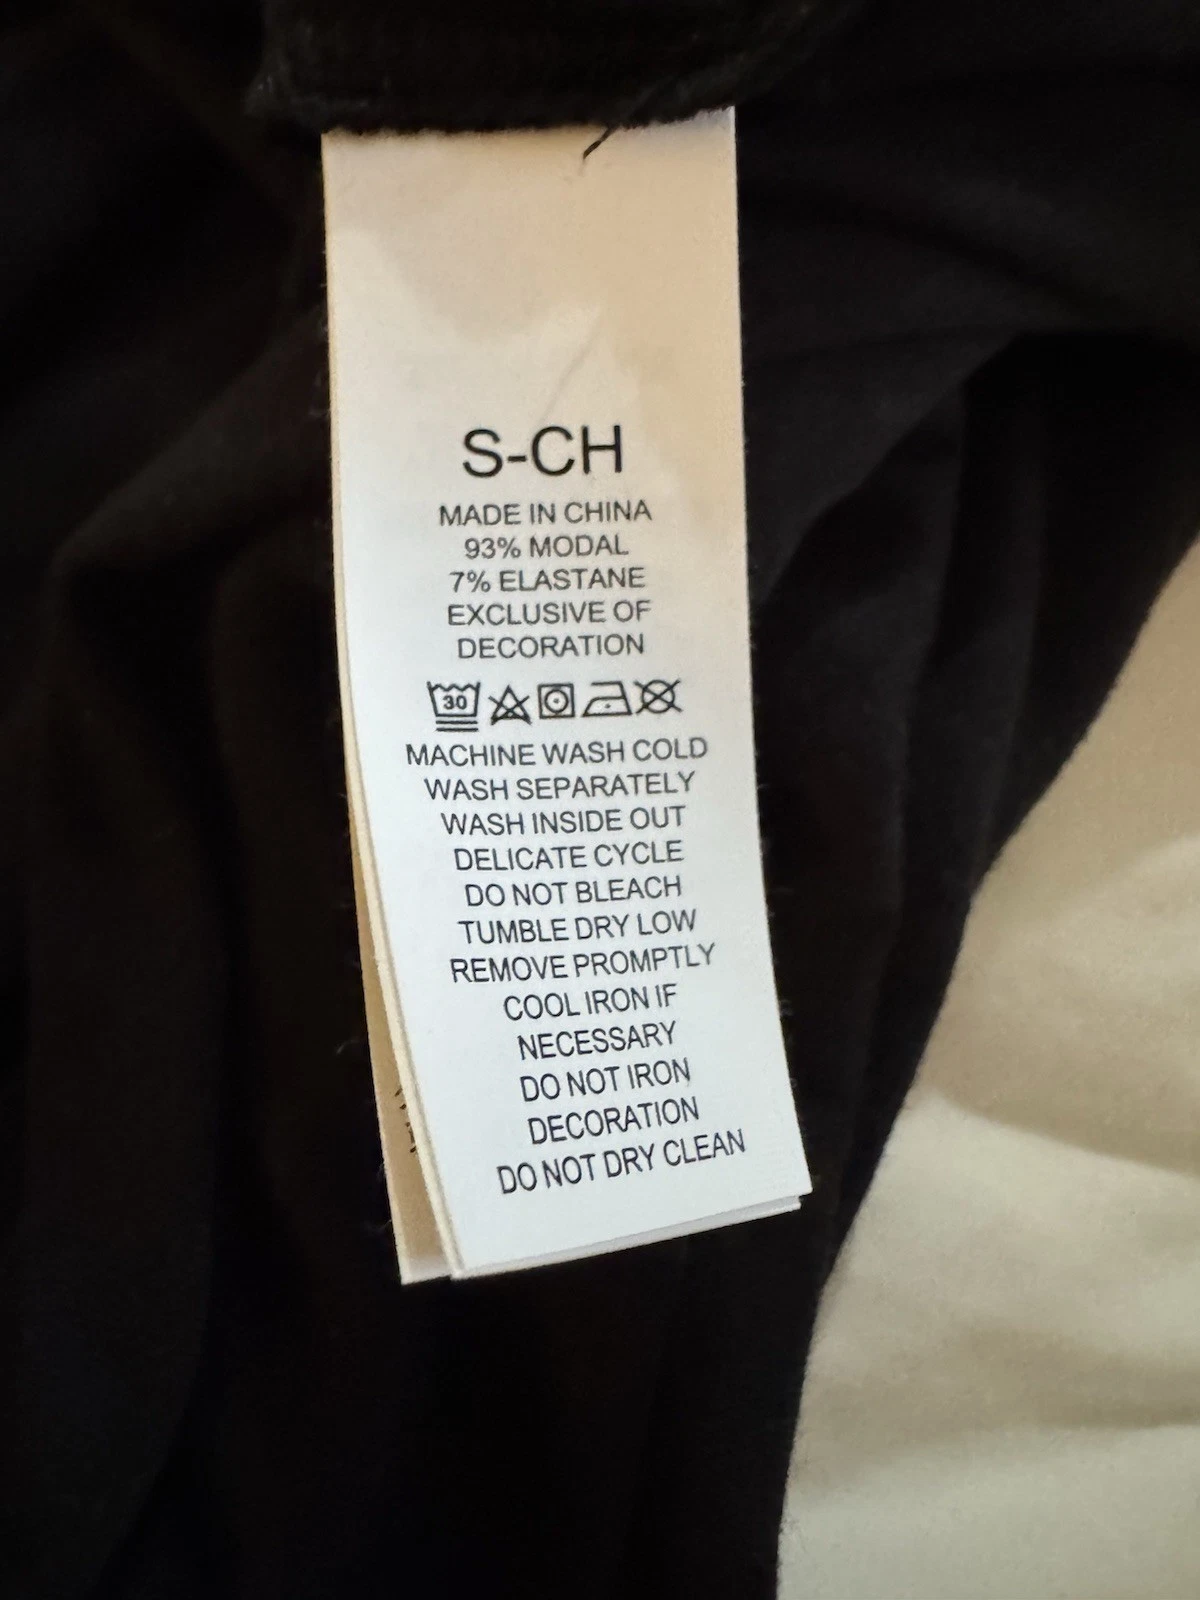 S-CH
MADE IN CHINA
93% MODAL
7% ELASTANE
EXCLUSIVE OF
DECORATION
30
MACHINE WASH COLD
WASH SEPARATELY
WASH INSIDE OUT
DELICATE CYCLE
DO NOT BLEACH
TUMBLE DRY LOW
REMOVE PROMPTLY
COOL IRON IF
NECESSARY
DO NOT IRON
DECORATION
DO NOT DRY CLEAN